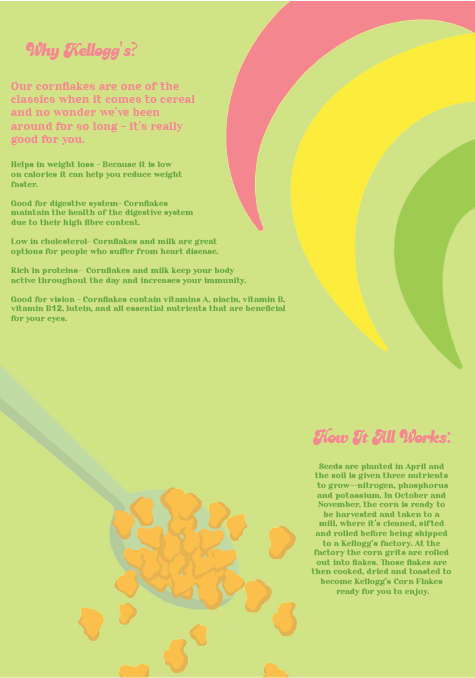 Why Kellogg's?
Our cornflakes are one of the
classics when it comes to cereal
and no wonder we've been
around for so long - it's really
good for you.
Helps in weight loss - Because it is low
on calories it can help you reduce weight
faster.
Good for digestive system- Cornflakes
maintain the health of the digestive system
due to their high fibre content.
Low in cholesterol- Cornflakes and milk are great
options for people who suffer from heart disease.
Rich in proteins- Cornflakes and milk keep your body
active throughout the day and increases your immunity.
Good for vision - Cornflakes contain vitamins A, niacin, vitamin B,
vitamin B12, lutein, and all essential nutrients that are beneficial
for your eyes.
How It All Works:
Seeds are planted in April and
the soil is given three nutrients
to grow—nitrogen, phosphorus
and potassium. In October and
November, the corn is ready to
be harvested and taken to a
mill, where it's cleaned, sifted
and rolled before being shipped
to a Kellogg's factory. At the
factory the corn grits are rolled
out into flakes. Those flakes are
then cooked, dried and toasted to
become Kellogg's Corn Flakes
ready for you to enjoy.